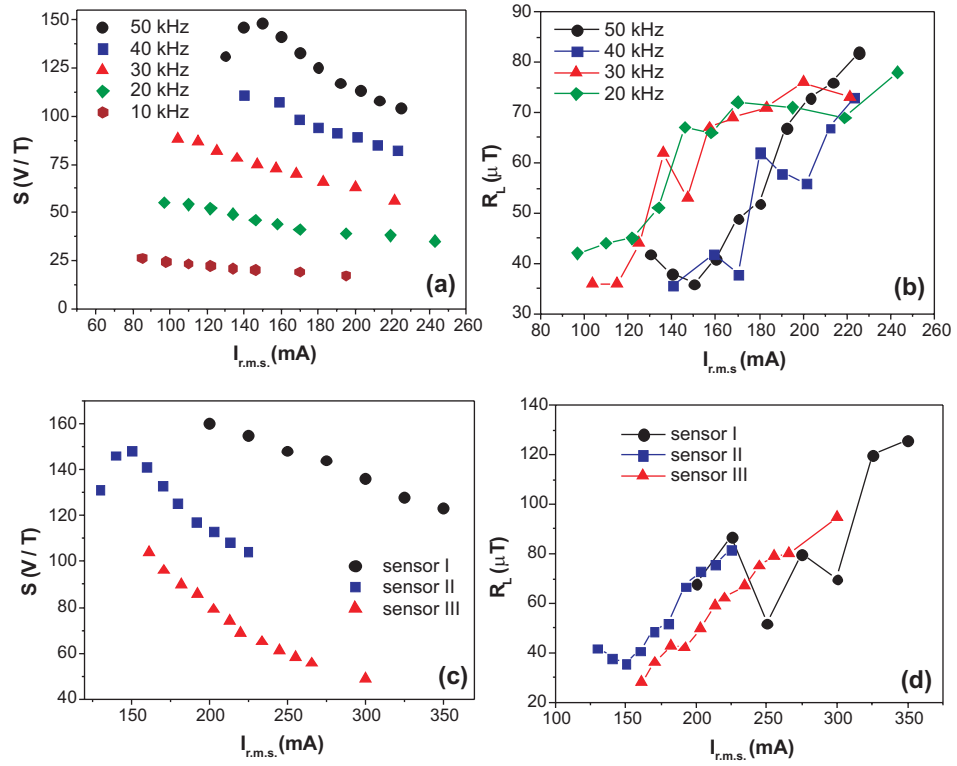 S (V / T)
150
125
100
75
50
25
0
50 kHz
40 kHz
30 kHz
20 kHz
10 kHz
(a)
60 80 100 120 140 160 180 200 220 240 260
I r.m.s. (mA)
R_L (μ T)
90
80
70
60
50
40
30
50 kHz
40 kHz
30 kHz
20 kHz
(b)
80 100 120 140 160 180 200 220 240 260
I r.m.s (mA)
S (V / T)
160
140
120
100
80
60
40
sensor I
sensor II
sensor III
(c)
150 200 250 300 350
I r.m.s. (mA)
R_L (μ T)
140
120
100
80
60
40
20
sensor I
sensor II
sensor III
(d)
100 150 200 250 300 350
I r.m.s. (mA)